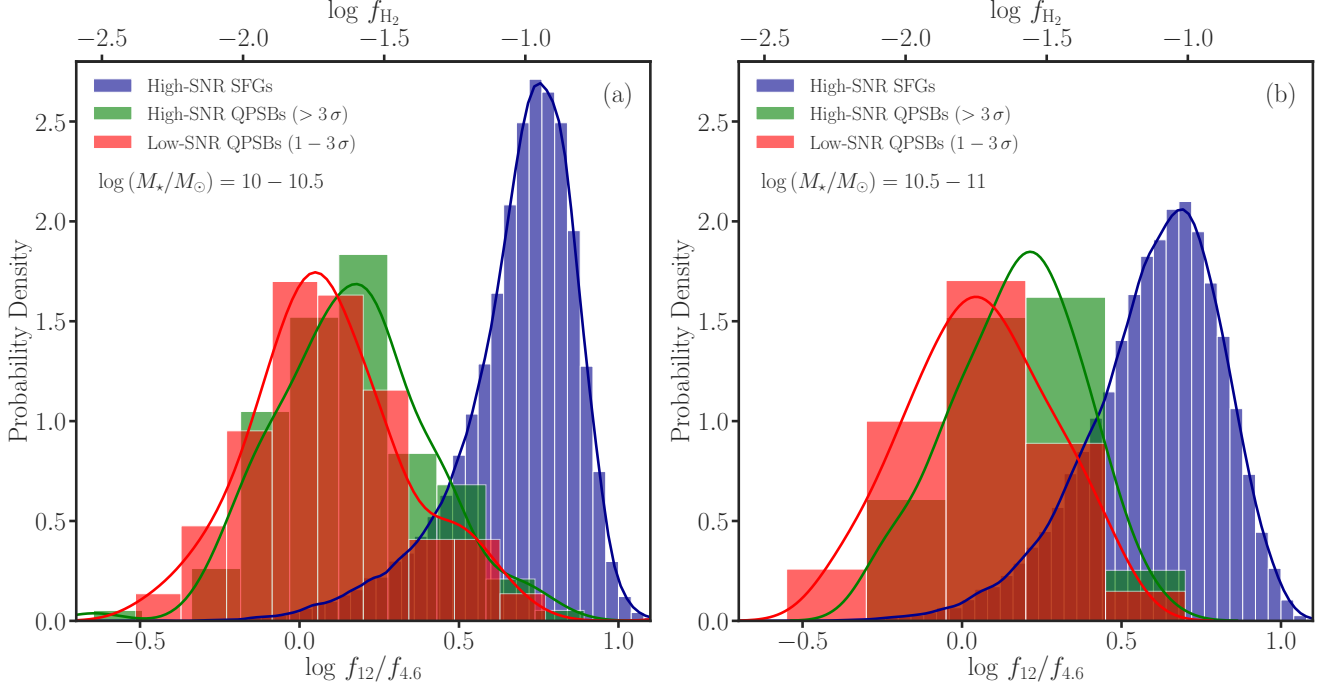 log f_H₂
−2.5 −2.0 −1.5 −1.0
High-SNR SFGs
High-SNR QPSBs (> 3 σ)
Low-SNR QPSBs (1 − 3 σ)
(a)
log (M⋆/M⊙) = 10 − 10.5
Probability Density
2.5
2.0
1.5
1.0
0.5
0.0
−0.5 0.0 0.5 1.0
log f₁₂/f₄.₆
log f_H₂
−2.5 −2.0 −1.5 −1.0
High-SNR SFGs
High-SNR QPSBs (> 3 σ)
Low-SNR QPSBs (1 − 3 σ)
(b)
log (M⋆/M⊙) = 10.5 − 11
Probability Density
2.5
2.0
1.5
1.0
0.5
0.0
−0.5 0.0 0.5 1.0
log f₁₂/f₄.₆